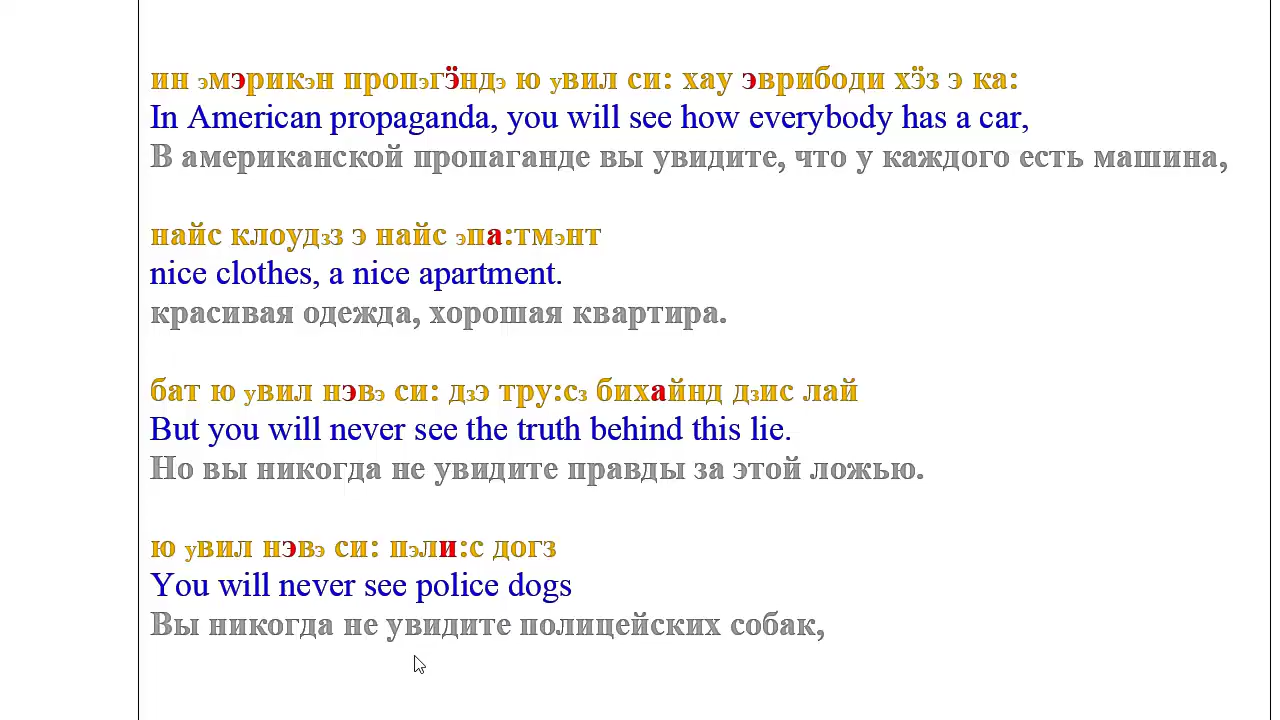 ин эмэрикэн пропэгӭндэ ю увил си: хау эврибоди хӭз э ка:
In American propaganda, you will see how everybody has a car,
В американской пропаганде вы увидите, что у каждого есть машина,
найс клоудзз э найс эпа:тмэнт
nice clothes, a nice apartment.
красивая одежда, хорошая квартира.
бат ю увил нэвэ си: дзэ тру:сз бихайнд дзис лай
But you will never see the truth behind this lie.
Но вы никогда не увидите правды за этой ложью.
ю увил нэвэ си: пэли:с догз
You will never see police dogs
Вы никогда не увидите полицейских собак,